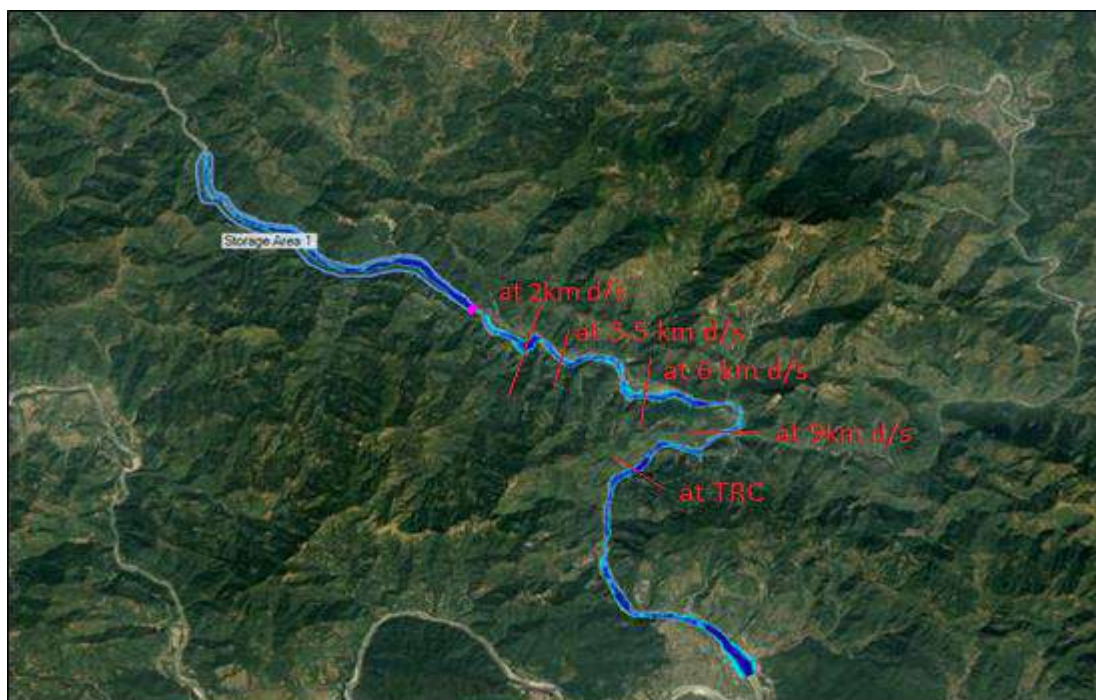 Storage Area 1
at 2km d/s
at 3.5 km d/s
at 6 km d/s
at 9km d/s
at TRC